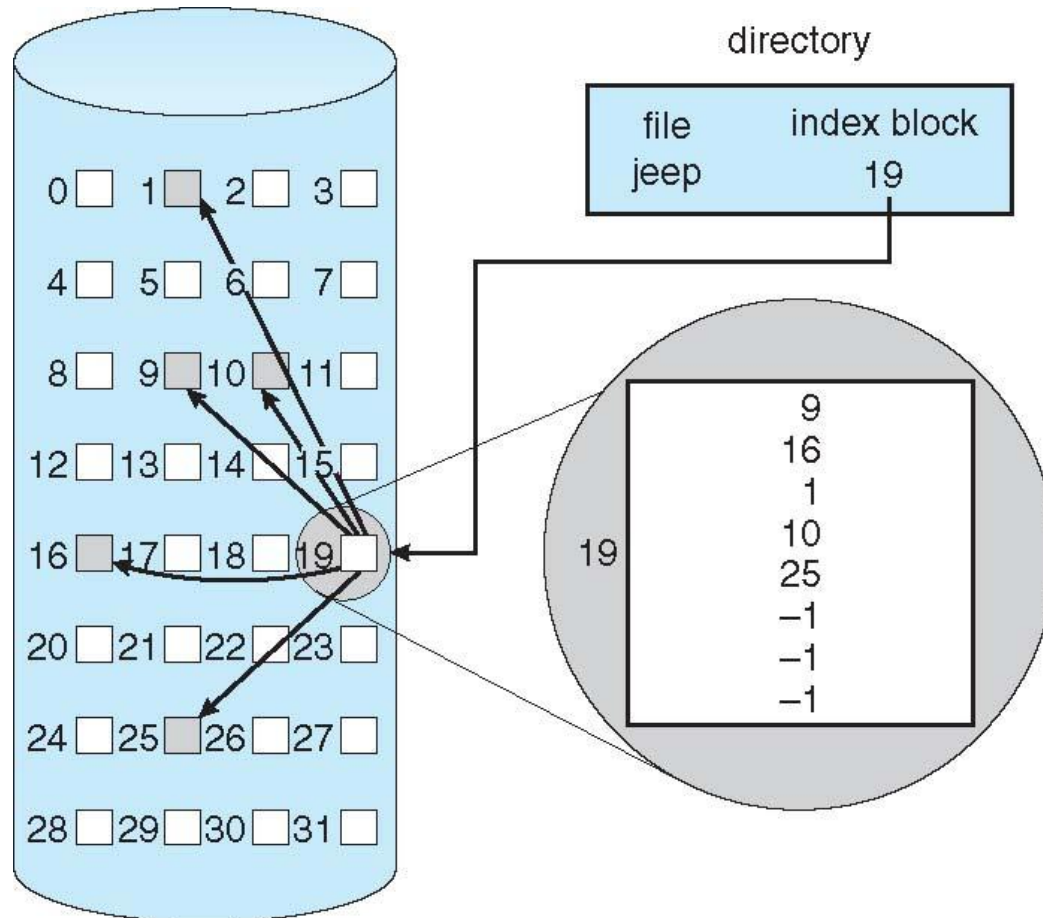 directory
file index block
jeep 19
0 1 2 3
4 5 6 7
8 9 10 11
12 13 14 15
16 17 18 19
20 21 22 23
24 25 26 27
28 29 30 31
19
9
16
1
10
25
–1
–1
–1